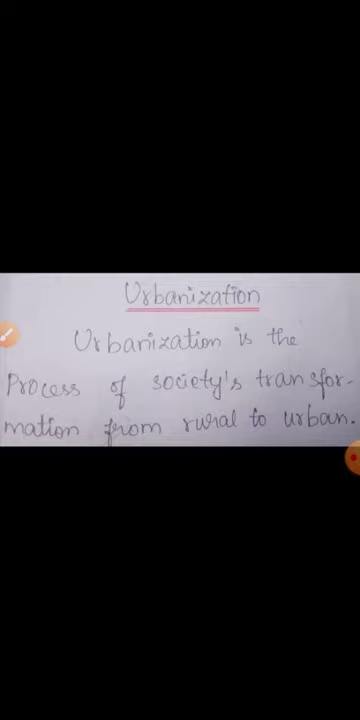 Urbanization
Urbanization is the
Process of society's transfor-
mation from rural to urban.